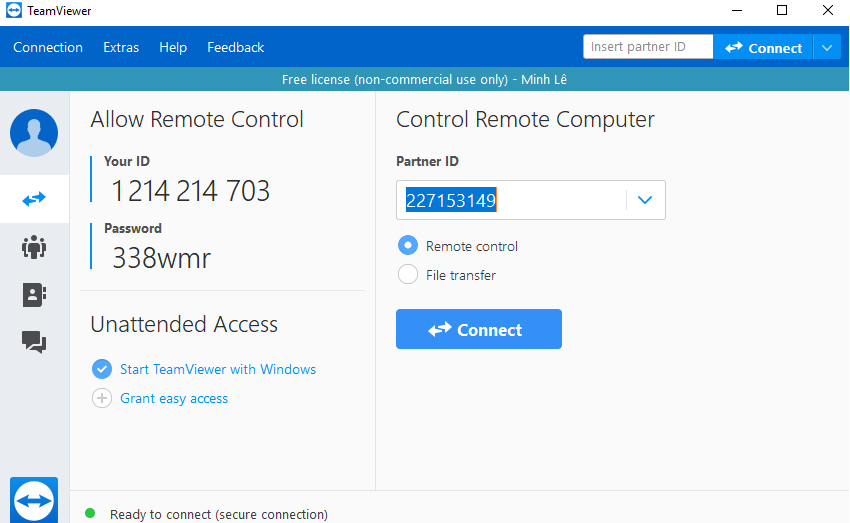 TeamViewer
Connection Extras Help Feedback Insert partner ID Connect
Free license (non-commercial use only) - Minh Lê
Allow Remote Control
Your ID
1 214 214 703
Password
338wmr
Unattended Access
Start TeamViewer with Windows
Grant easy access
Control Remote Computer
Partner ID
227153149
Remote control
File transfer
Connect
Ready to connect (secure connection)